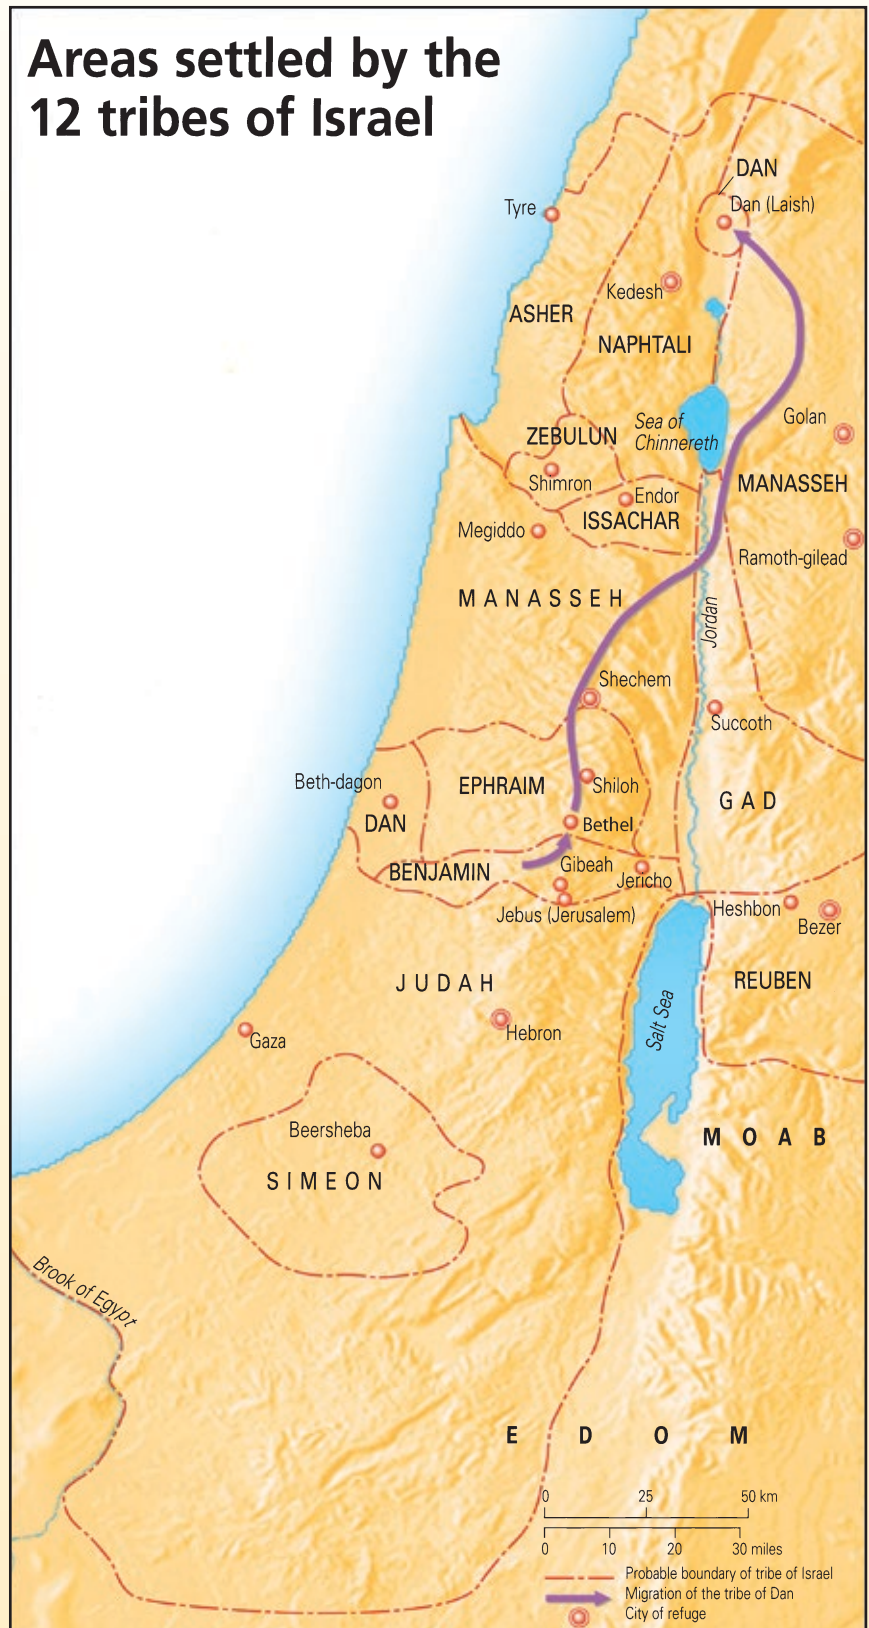 Areas settled by the
12 tribes of Israel
DAN
Dan (Laish)
Tyre
Kedesh
ASHER
NAPHTALI
Golan
Sea of
Chinnereth
ZEBULUN
Shimron
MANASSEH
Endor
ISSACHAR
Megiddo
Ramoth-gilead
MANASSEH
Jordan
Shechem
Succoth
Beth-dagon
EPHRAIM
Shiloh
GAD
DAN
Bethel
BENJAMIN
Gibeah
Jericho
Jebus (Jerusalem)
Heshbon
Bezer
JUDAH
REUBEN
Salt Sea
Hebron
Gaza
Beersheba
MOAB
SIMEON
Brook of Egypt
EDOM
0 25 50 km
0 10 20 30 miles
Probable boundary of tribe of Israel
Migration of the tribe of Dan
City of refuge